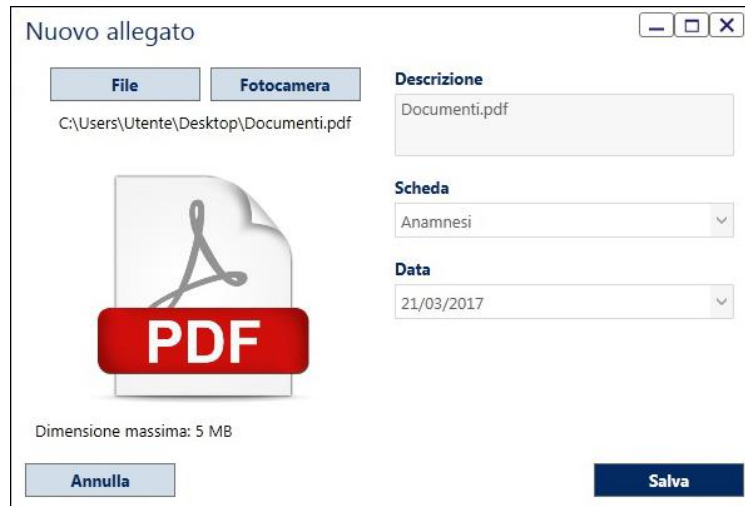 Nuovo allegato
File
Fotocamera
C:\Users\Utente\Desktop\Documenti.pdf
PDF
Dimensione massima: 5 MB
Descrizione
Documenti.pdf
Scheda
Anamnesi
Data
21/03/2017
Annulla
Salva